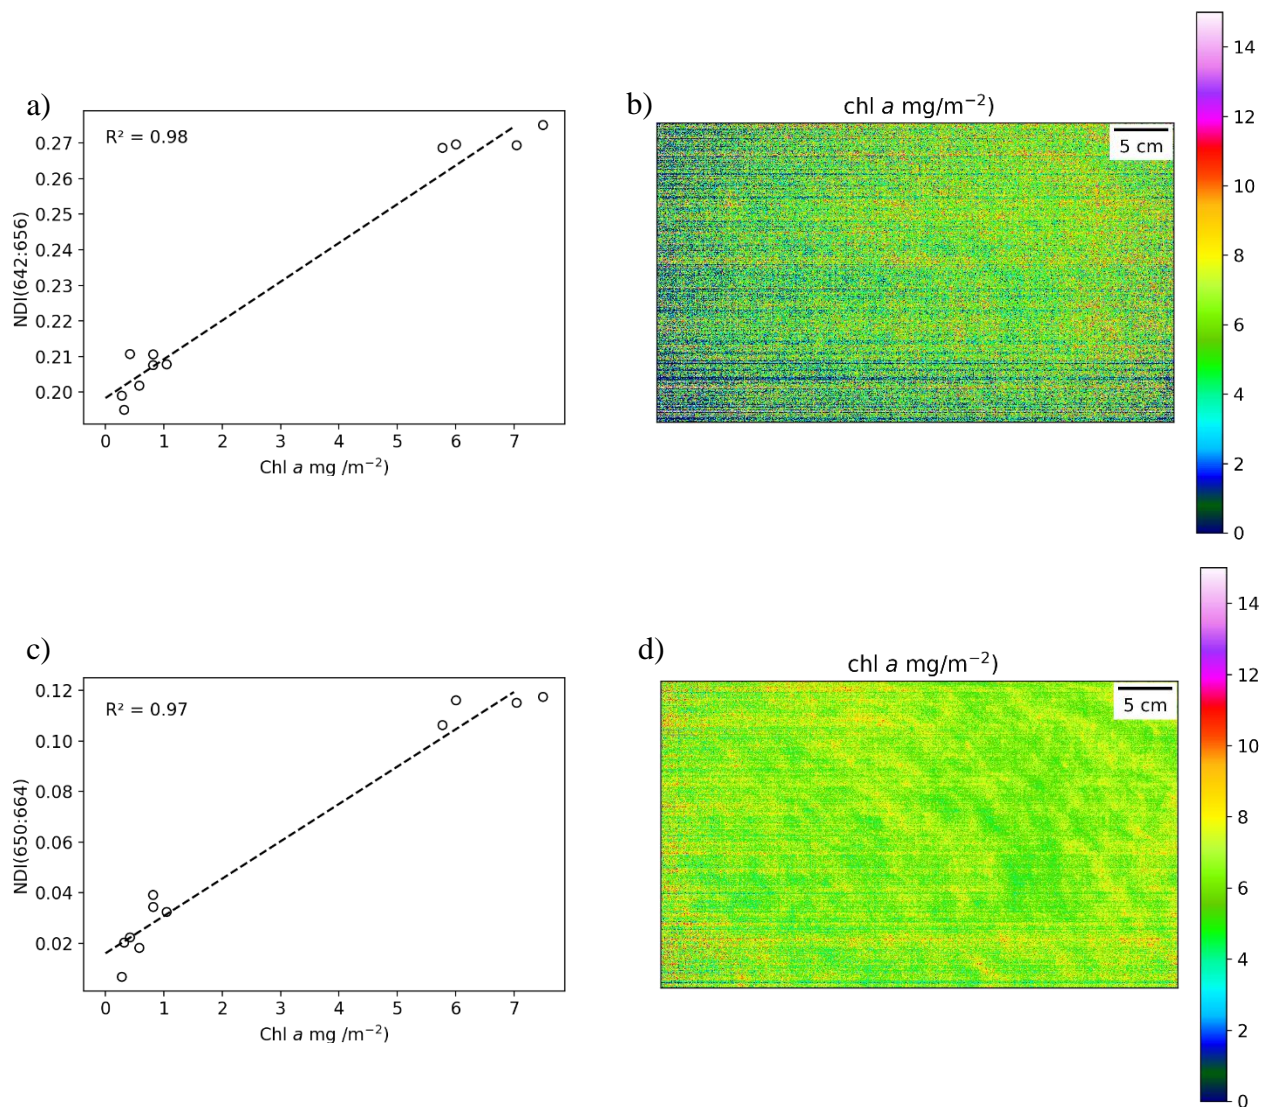 a)
R² = 0.98
NDI(642:656)
0.27
0.26
0.25
0.24
0.23
0.22
0.21
0.20
0 1 2 3 4 5 6 7
Chl a mg /m⁻²)
b)
chl a mg/m⁻²)
5 cm
14
12
10
8
6
4
2
0
c)
R² = 0.97
NDI(650:664)
0.12
0.10
0.08
0.06
0.04
0.02
0 1 2 3 4 5 6 7
Chl a mg /m⁻²)
d)
chl a mg/m⁻²)
5 cm
14
12
10
8
6
4
2
0